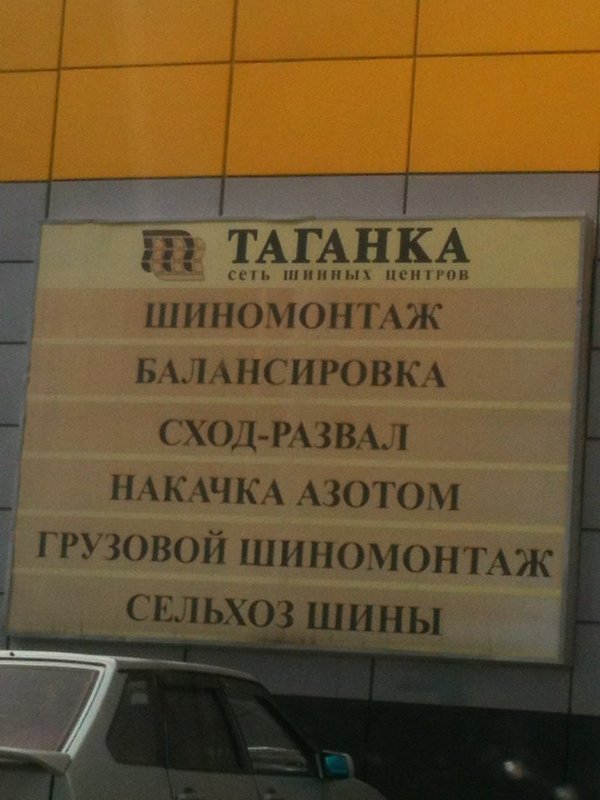 ТАГАНКА
сеть шинных центров
ШИНОМОНТАЖ
БАЛАНСИРОВКА
СХОД-РАЗВАЛ
НАКАЧКА АЗОТОМ
ГРУЗОВОЙ ШИНОМОНТАЖ
СЕЛЬХОЗ ШИНЫ